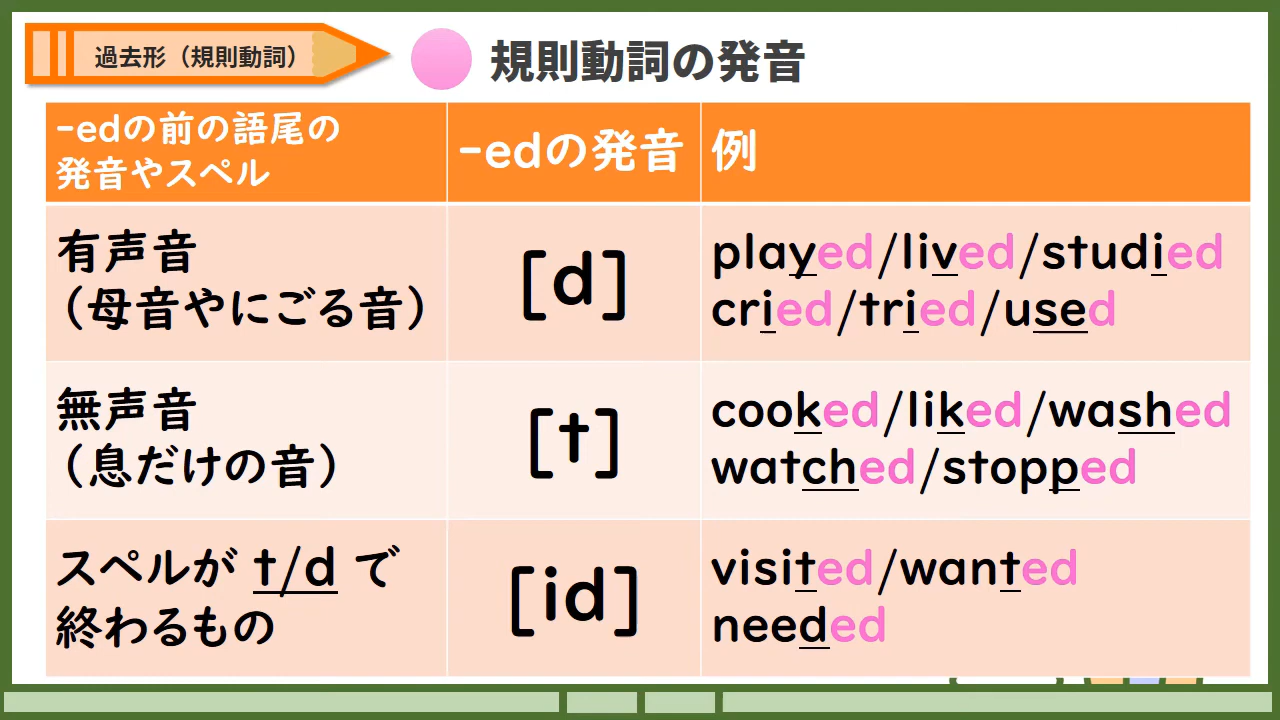 過去形（規則動詞）
規則動詞の発音
-edの前の語尾の
発音やスペル
-edの発音
例
有声音
（母音やにごる音）
[d]
played/lived/studied
cried/tried/used
無声音
（息だけの音）
[t]
cooked/liked/washed
watched/stopped
スペルが t/d で
終わるもの
[id]
visited/wanted
needed